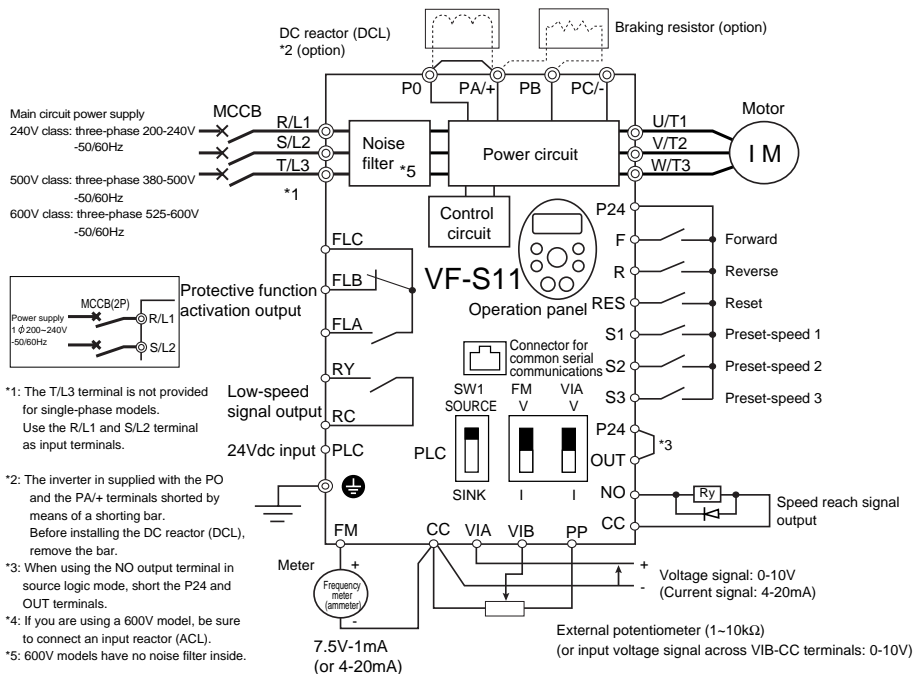 DC reactor (DCL)
*2 (option)
Braking resistor (option)
P0
PA/+
PB
PC/-
Main circuit power supply
240V class: three-phase 200-240V
-50/60Hz
500V class: three-phase 380-500V
-50/60Hz
600V class: three-phase 525-600V
-50/60Hz
MCCB
R/L1
S/L2
T/L3
*1
Noise
filter *5
Power circuit
Control
circuit
U/T1
V/T2
W/T3
Motor
I M
FLC
FLB
FLA
Protective function
activation output
VF-S11
Operation panel
P24
F
R
RES
S1
S2
S3
Forward
Reverse
Reset
Preset-speed 1
Preset-speed 2
Preset-speed 3
MCCB(2P)
Power supply
1ϕ200~240V
-50/60Hz
R/L1
S/L2
Connector for
common serial
communications
RY
RC
Low-speed
signal output
24Vdc input
PLC
SW1
SOURCE
PLC
SINK
FM
V
I
VIA
V
I
P24
OUT
*3
NO
CC
Ry
Speed reach signal
output
*1: The T/L3 terminal is not provided
for single-phase models.
Use the R/L1 and S/L2 terminal
as input terminals.
*2: The inverter in supplied with the PO
and the PA/+ terminals shorted by
means of a shorting bar.
Before installing the DC reactor (DCL),
remove the bar.
*3: When using the NO output terminal in
source logic mode, short the P24 and
OUT terminals.
*4: If you are using a 600V model, be sure
to connect an input reactor (ACL).
*5: 600V models have no noise filter inside.
FM
CC
VIA
VIB
PP
Meter
+
Frequency
meter
(ammeter)
-
7.5V-1mA
(or 4-20mA)
+
-
Voltage signal: 0-10V
(Current signal: 4-20mA)
External potentiometer (1~10kΩ)
(or input voltage signal across VIB-CC terminals: 0-10V)